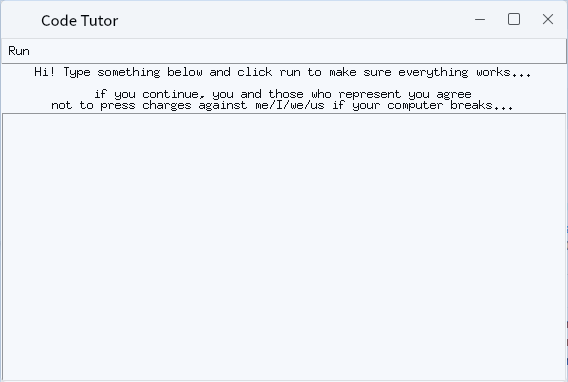 Code Tutor
Run
Hi! Type something below and click run to make sure everything works...
if you continue, you and those who represent you agree
not to press charges against me/I/we/us if your computer breaks...